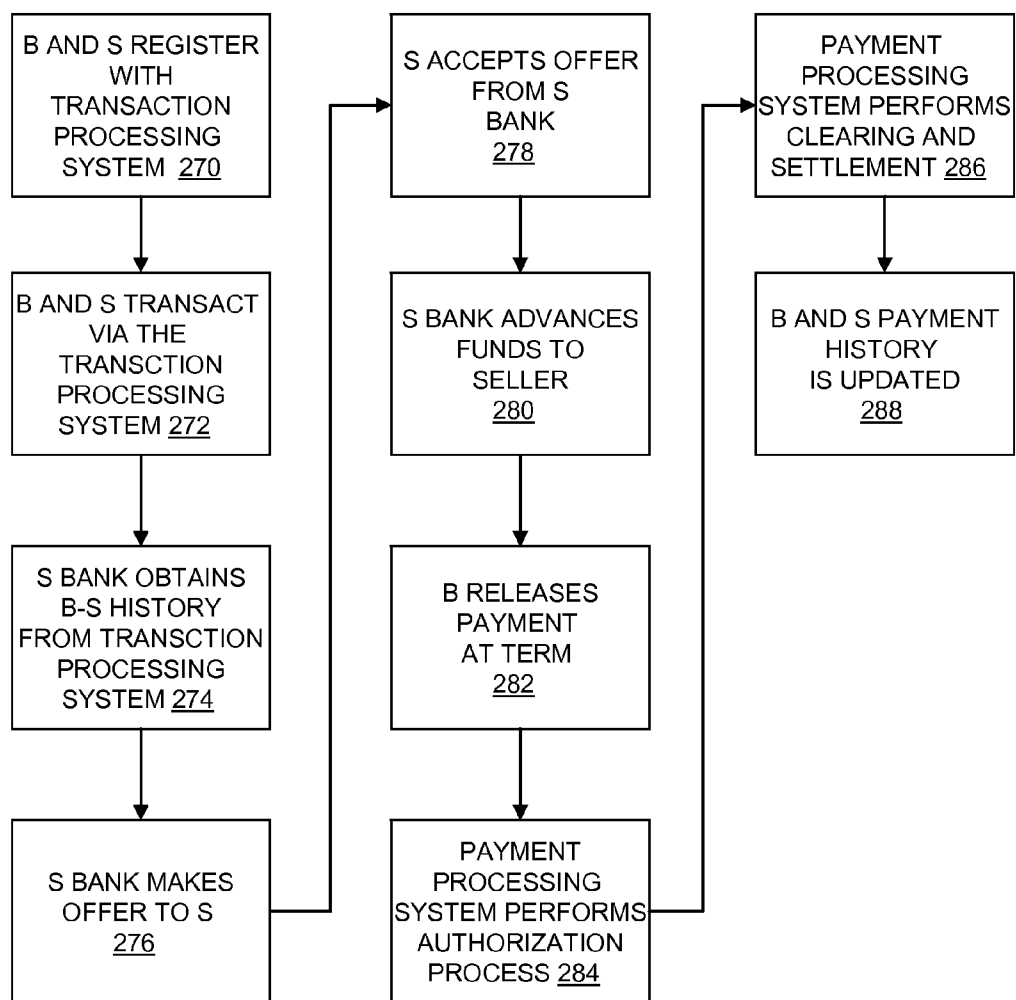 B AND S REGISTER
WITH
TRANSACTION
PROCESSING
SYSTEM 270
B AND S TRANSACT
VIA THE
TRANSCTION
PROCESSING
SYSTEM 272
S BANK OBTAINS
B-S HISTORY
FROM TRANSCTION
PROCESSING
SYSTEM 274
S BANK MAKES
OFFER TO S
276
S ACCEPTS OFFER
FROM S
BANK
278
S BANK ADVANCES
FUNDS TO
SELLER
280
B RELEASES
PAYMENT
AT TERM
282
PAYMENT
PROCESSING
SYSTEM PERFORMS
AUTHORIZATION
PROCESS 284
PAYMENT
PROCESSING
SYSTEM PERFORMS
CLEARING AND
SETTLEMENT 286
B AND S PAYMENT
HISTORY
IS UPDATED
288